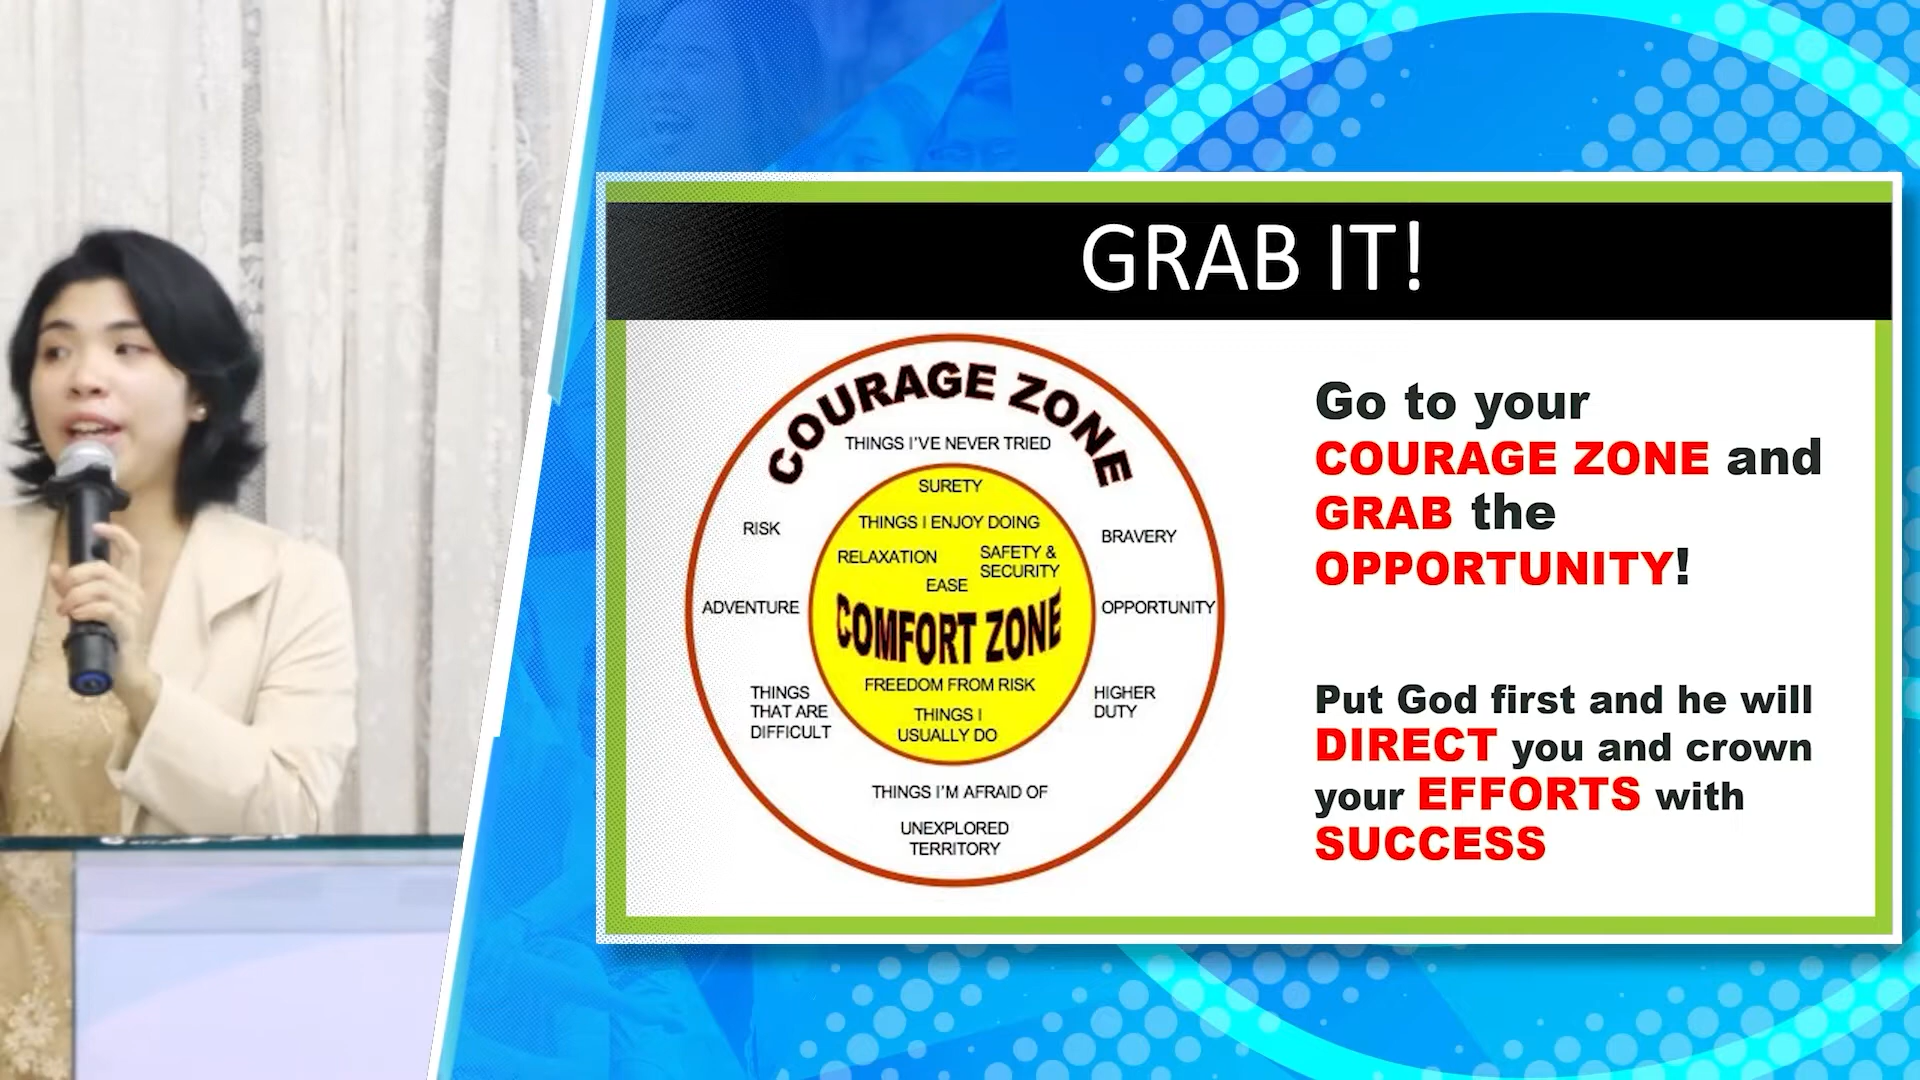 GRAB IT!
COURAGE ZONE
THINGS I'VE NEVER TRIED
RISK
BRAVERY
ADVENTURE
OPPORTUNITY
THINGS
THAT ARE
DIFFICULT
HIGHER
DUTY
THINGS I'M AFRAID OF
UNEXPLORED
TERRITORY
SURETY
THINGS I ENJOY DOING
RELAXATION
SAFETY &
SECURITY
EASE
COMFORT ZONE
FREEDOM FROM RISK
THINGS I
USUALLY DO
Go to your
COURAGE ZONE and
GRAB the
OPPORTUNITY!
Put God first and he will
DIRECT you and crown
your EFFORTS with
SUCCESS